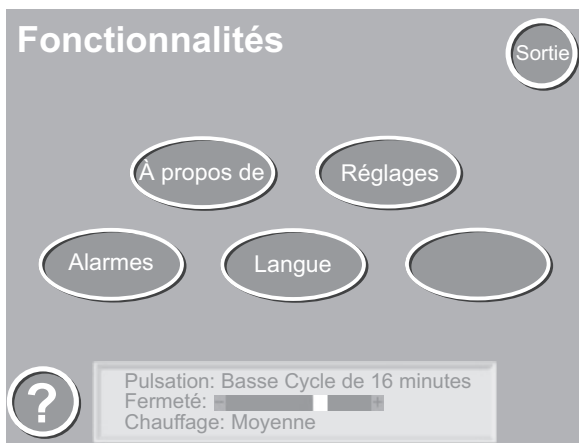 Fonctionnalités
Sortie
À propos de
Réglages
Alarmes
Langue
?
Pulsation: Basse Cycle de 16 minutes
Fermeté: - +
Chauffage: Moyenne